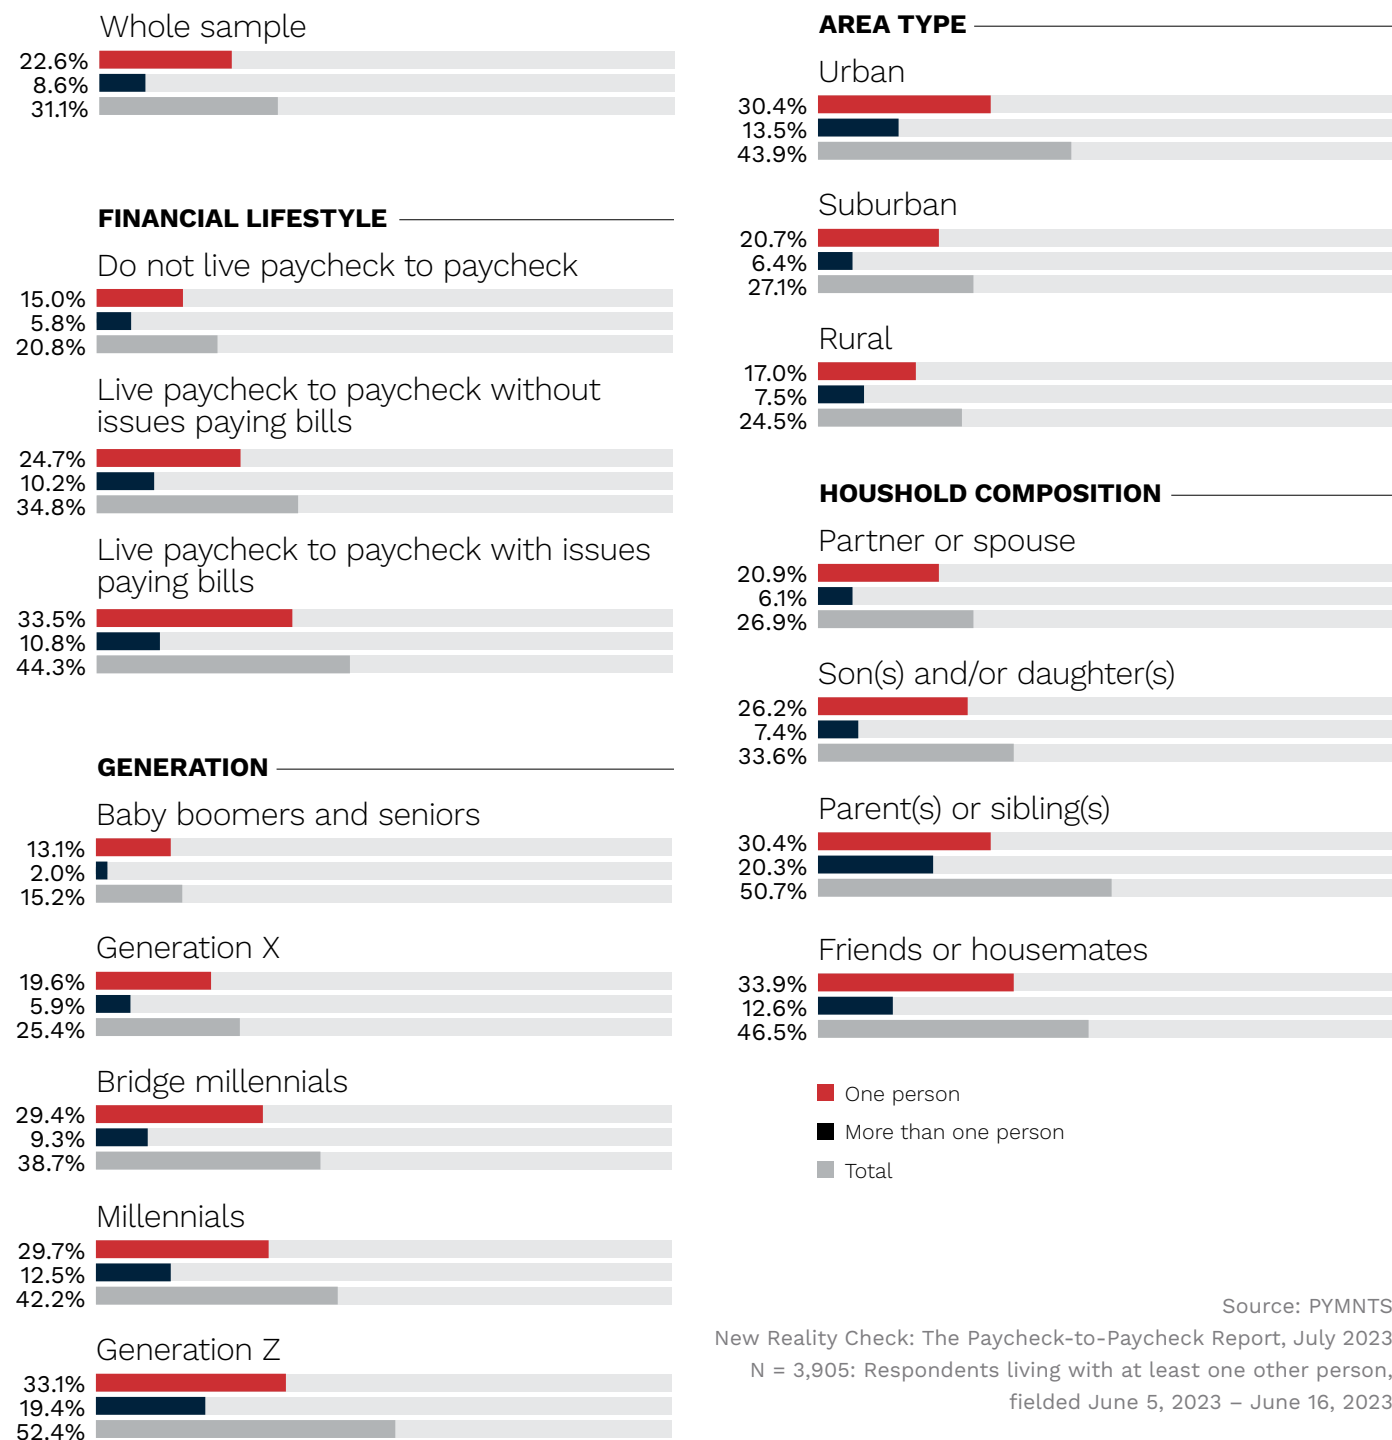 Whole sample
22.6%
8.6%
31.1%
FINANCIAL LIFESTYLE
Do not live paycheck to paycheck
15.0%
5.8%
20.8%
Live paycheck to paycheck without
issues paying bills
24.7%
10.2%
34.8%
Live paycheck to paycheck with issues
paying bills
33.5%
10.8%
44.3%
GENERATION
Baby boomers and seniors
13.1%
2.0%
15.2%
Generation X
19.6%
5.9%
25.4%
Bridge millennials
29.4%
9.3%
38.7%
Millennials
29.7%
12.5%
42.2%
Generation Z
33.1%
19.4%
52.4%
AREA TYPE
Urban
30.4%
13.5%
43.9%
Suburban
20.7%
6.4%
27.1%
Rural
17.0%
7.5%
24.5%
HOUSHOLD COMPOSITION
Partner or spouse
20.9%
6.1%
26.9%
Son(s) and/or daughter(s)
26.2%
7.4%
33.6%
Parent(s) or sibling(s)
30.4%
20.3%
50.7%
Friends or housemates
33.9%
12.6%
46.5%
One person
More than one person
Total
Source: PYMNTS
New Reality Check: The Paycheck-to-Paycheck Report, July 2023
N = 3,905: Respondents living with at least one other person,
fielded June 5, 2023 – June 16, 2023